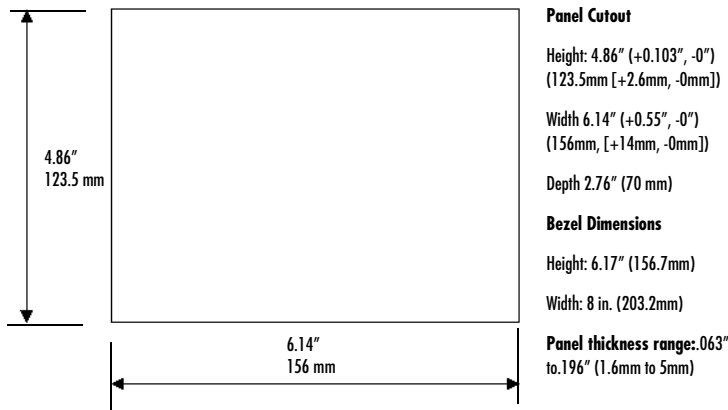 4.86”
123.5 mm
6.14”
156 mm
Panel Cutout
Height: 4.86” (+0.103”, -0”)
(123.5mm [+2.6mm, -0mm])
Width 6.14” (+0.55”, -0”)
(156mm, [+14mm, -0mm])
Depth 2.76” (70 mm)
Bezel Dimensions
Height: 6.17” (156.7mm)
Width: 8 in. (203.2mm)
Panel thickness range:.063”
to.196” (1.6mm to 5mm)